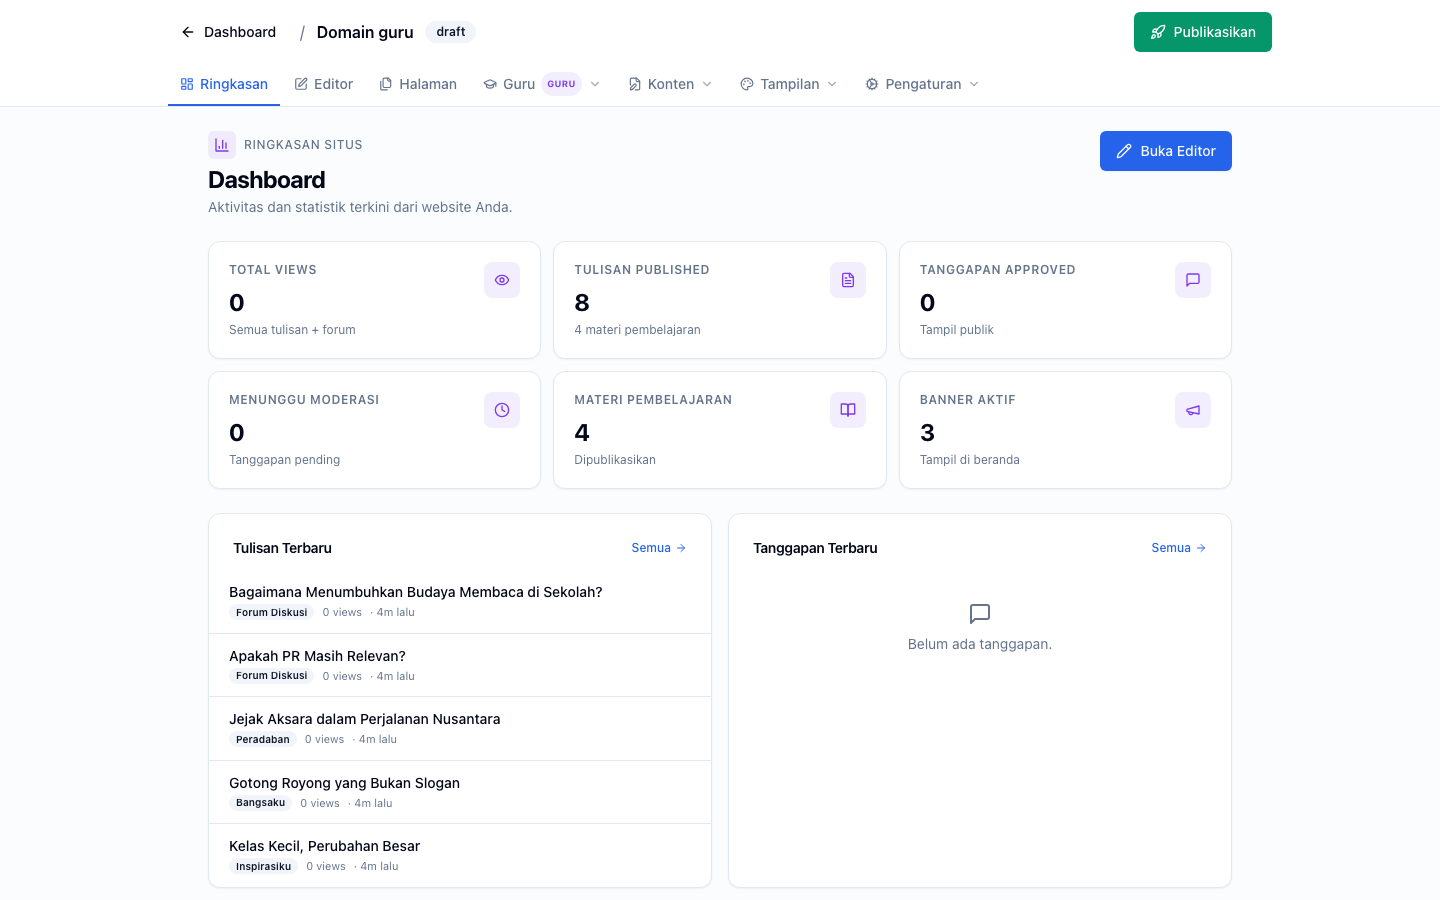 Dashboard / Domain guru draft
Publikasikan
Ringkasan Editor Halaman Guru GURU Konten Tampilan Pengaturan
RINGKASAN SITUS
Dashboard
Aktivitas dan statistik terkini dari website Anda.
Buka Editor
TOTAL VIEWS
0
Semua tulisan + forum
TULISAN PUBLISHED
8
4 materi pembelajaran
TANGGAPAN APPROVED
0
Tampil publik
MENUNGGU MODERASI
0
Tanggapan pending
MATERI PEMBELAJARAN
4
Dipublikasikan
BANNER AKTIF
3
Tampil di beranda
Tulisan Terbaru
Semua →
Bagaimana Menumbuhkan Budaya Membaca di Sekolah?
Forum Diskusi 0 views · 4m lalu
Apakah PR Masih Relevan?
Forum Diskusi 0 views · 4m lalu
Jejak Aksara dalam Perjalanan Nusantara
Peradaban 0 views · 4m lalu
Gotong Royong yang Bukan Slogan
Bangsaku 0 views · 4m lalu
Kelas Kecil, Perubahan Besar
Inspirasiku 0 views · 4m lalu
Tanggapan Terbaru
Semua →
Belum ada tanggapan.